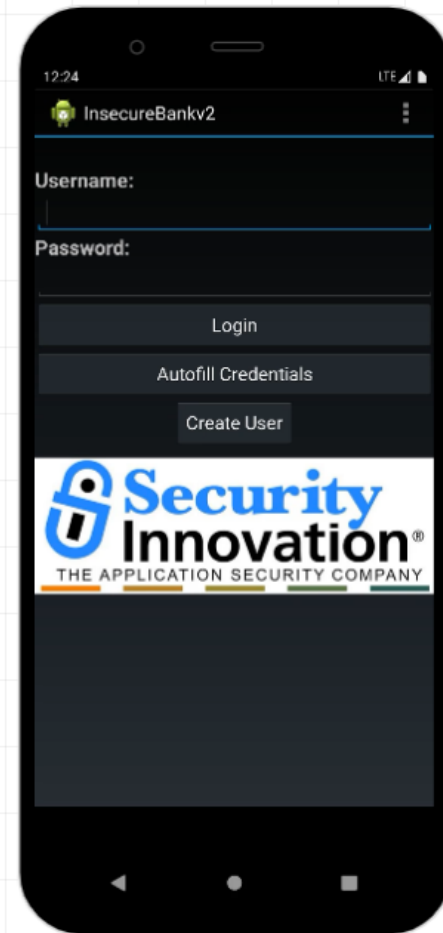 12:24 LTE
InsecureBankv2
Username:
Password:
Login
Autofill Credentials
Create User
Security
Innovation®
THE APPLICATION SECURITY COMPANY